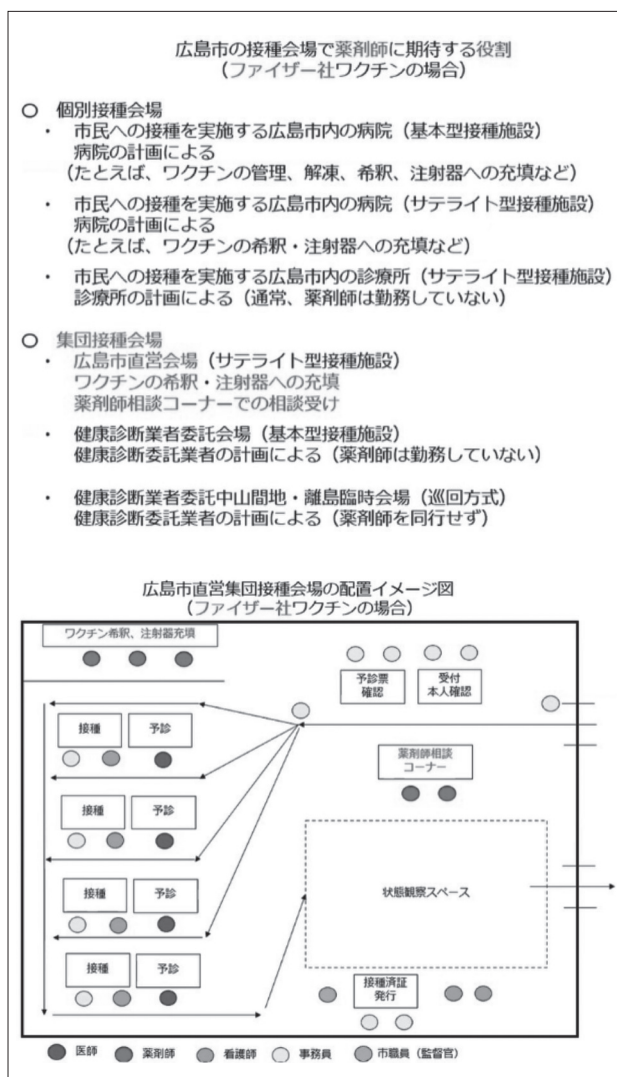 広島市の接種会場で薬剤師に期待する役割
（ファイザー社ワクチンの場合）
○ 個別接種会場
・ 市民への接種を実施する広島市内の病院（基本型接種施設）
病院の計画による
（たとえば、ワクチンの管理、解凍、希釈、注射器への充填など）
・ 市民への接種を実施する広島市内の病院（サテライト型接種施設）
病院の計画による
（たとえば、ワクチンの希釈・注射器への充填など）
・ 市民への接種を実施する広島市内の診療所（サテライト型接種施設）
診療所の計画による（通常、薬剤師は勤務していない）
○ 集団接種会場
・ 広島市直営会場（サテライト型接種施設）
ワクチンの希釈・注射器への充填
薬剤師相談コーナーでの相談受け
・ 健康診断業者委託会場（基本型接種施設）
健康診断委託業者の計画による（薬剤師は勤務していない）
・ 健康診断業者委託中山間地・離島臨時会場（巡回方式）
健康診断委託業者の計画による（薬剤師を同行せず）
広島市直営集団接種会場の配置イメージ図
（ファイザー社ワクチンの場合）
ワクチン希釈、注射器充填
予診票
確認
受付
本人確認
接種
予診
薬剤師相談
コーナー
接種
予診
接種
予診
状態観察スペース
接種
予診
接種済証
発行
医師
薬剤師
看護師
事務員
市職員（監督官）